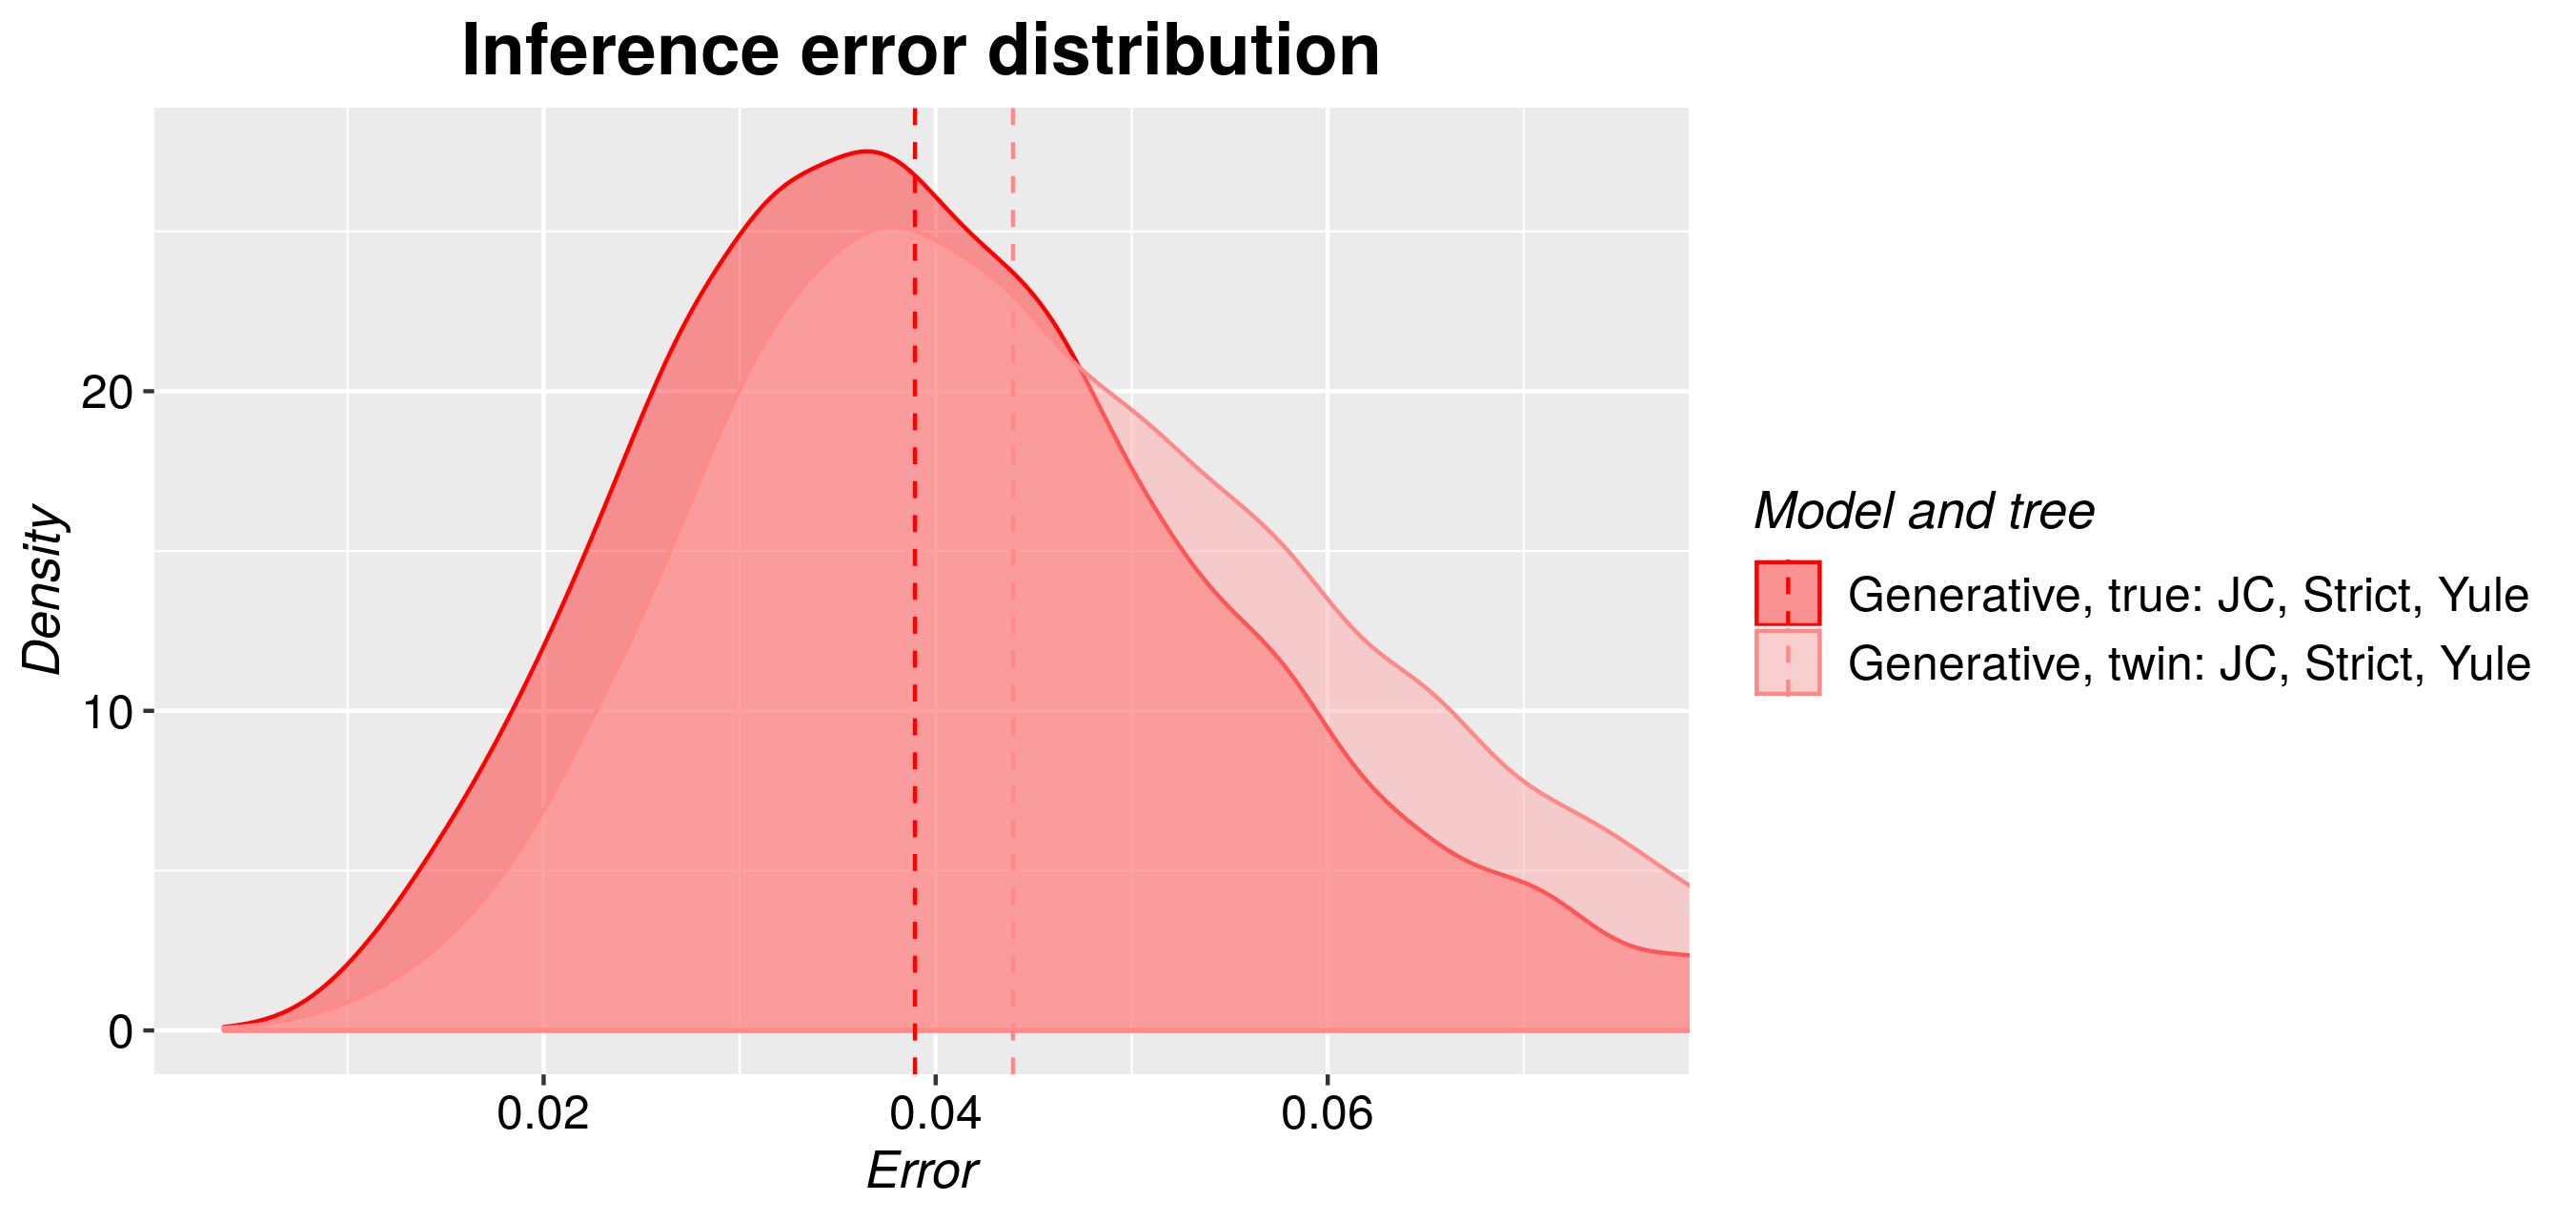 Inference error distribution
Density
20
10
0
0.02
0.04
0.06
Error
Model and tree
Generative, true: JC, Strict, Yule
Generative, twin: JC, Strict, Yule